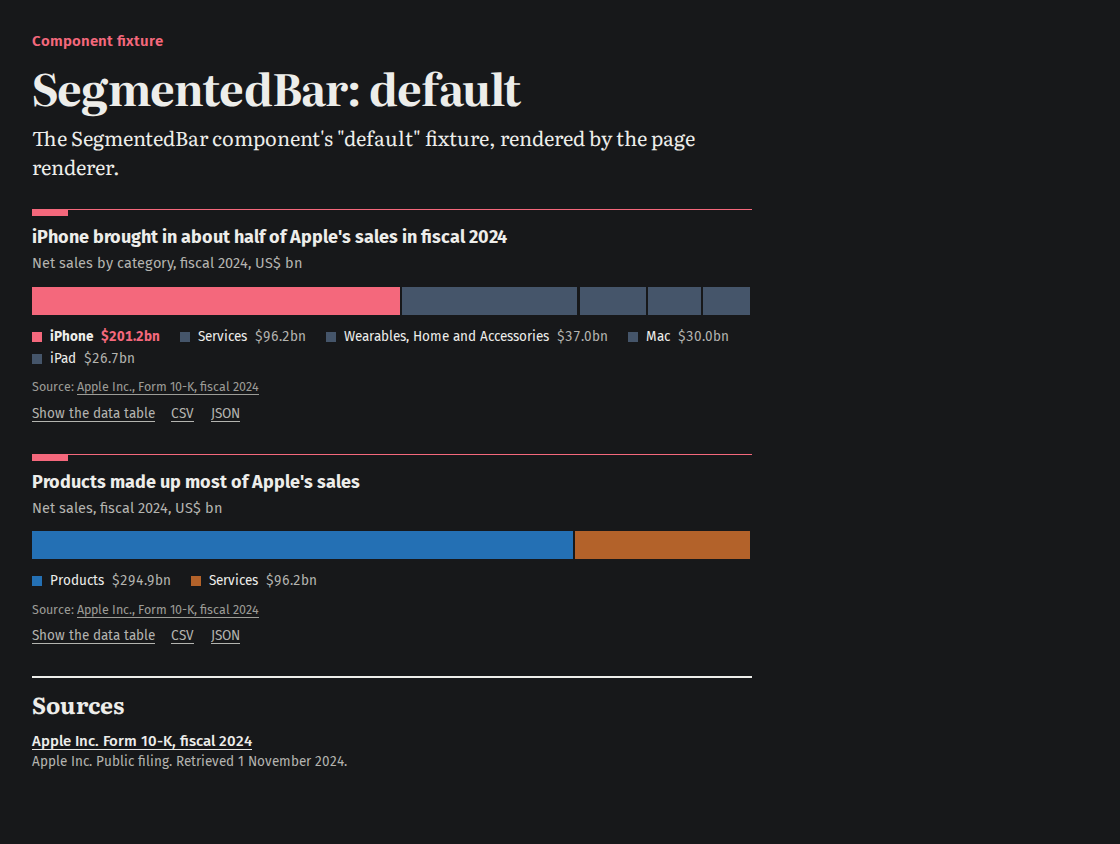 Component fixture
SegmentedBar: default
The SegmentedBar component's "default" fixture, rendered by the page
renderer.
iPhone brought in about half of Apple's sales in fiscal 2024
Net sales by category, fiscal 2024, US$ bn
iPhone $201.2bn Services $96.2bn Wearables, Home and Accessories $37.0bn Mac $30.0bn
iPad $26.7bn
Source: Apple Inc., Form 10-K, fiscal 2024
Show the data table CSV JSON
Products made up most of Apple's sales
Net sales, fiscal 2024, US$ bn
Products $294.9bn Services $96.2bn
Source: Apple Inc., Form 10-K, fiscal 2024
Show the data table CSV JSON
Sources
Apple Inc. Form 10-K, fiscal 2024
Apple Inc. Public filing. Retrieved 1 November 2024.